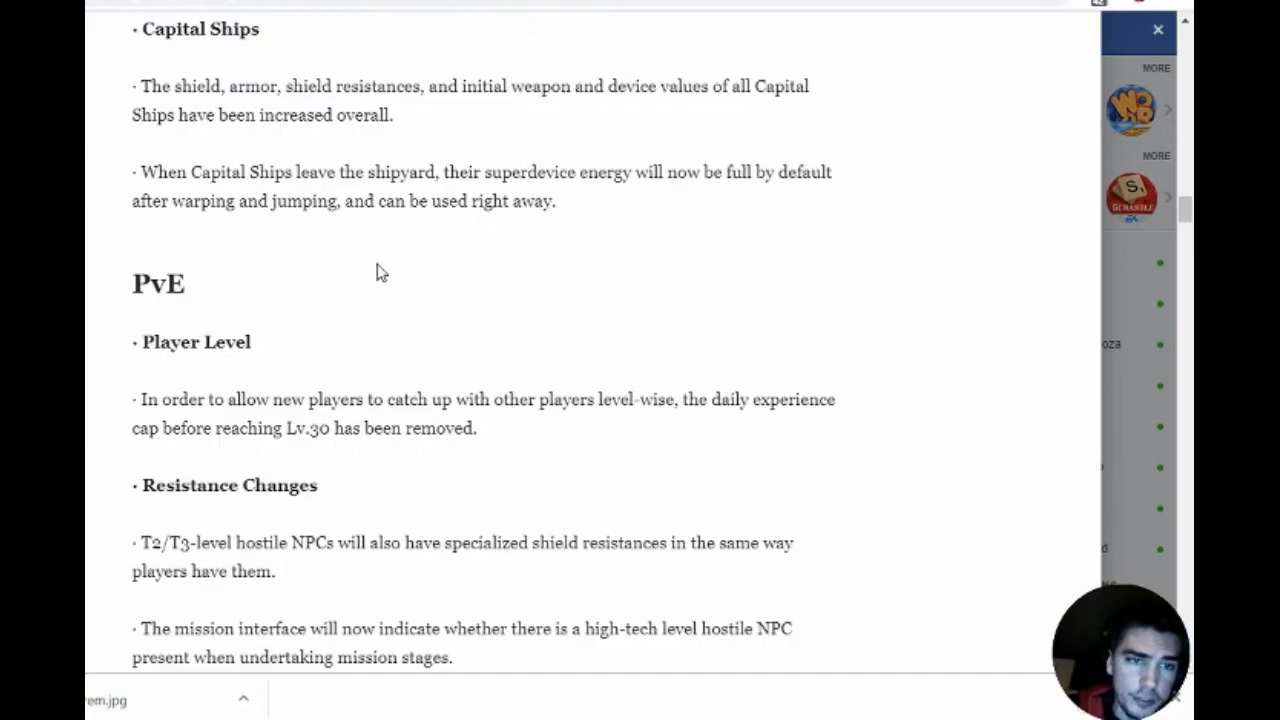 · Capital Ships
MORE
· The shield, armor, shield resistances, and initial weapon and device values of all Capital
Ships have been increased overall.
MORE
· When Capital Ships leave the shipyard, their superdevice energy will now be full by default
after warping and jumping, and can be used right away.
SCRABBLE
EA
PvE
· Player Level
oza
· In order to allow new players to catch up with other players level-wise, the daily experience
cap before reaching Lv.30 has been removed.
· Resistance Changes
· T2/T3-level hostile NPCs will also have specialized shield resistances in the same way
players have them.
d
· The mission interface will now indicate whether there is a high-tech level hostile NPC
present when undertaking mission stages.
rem.jpg